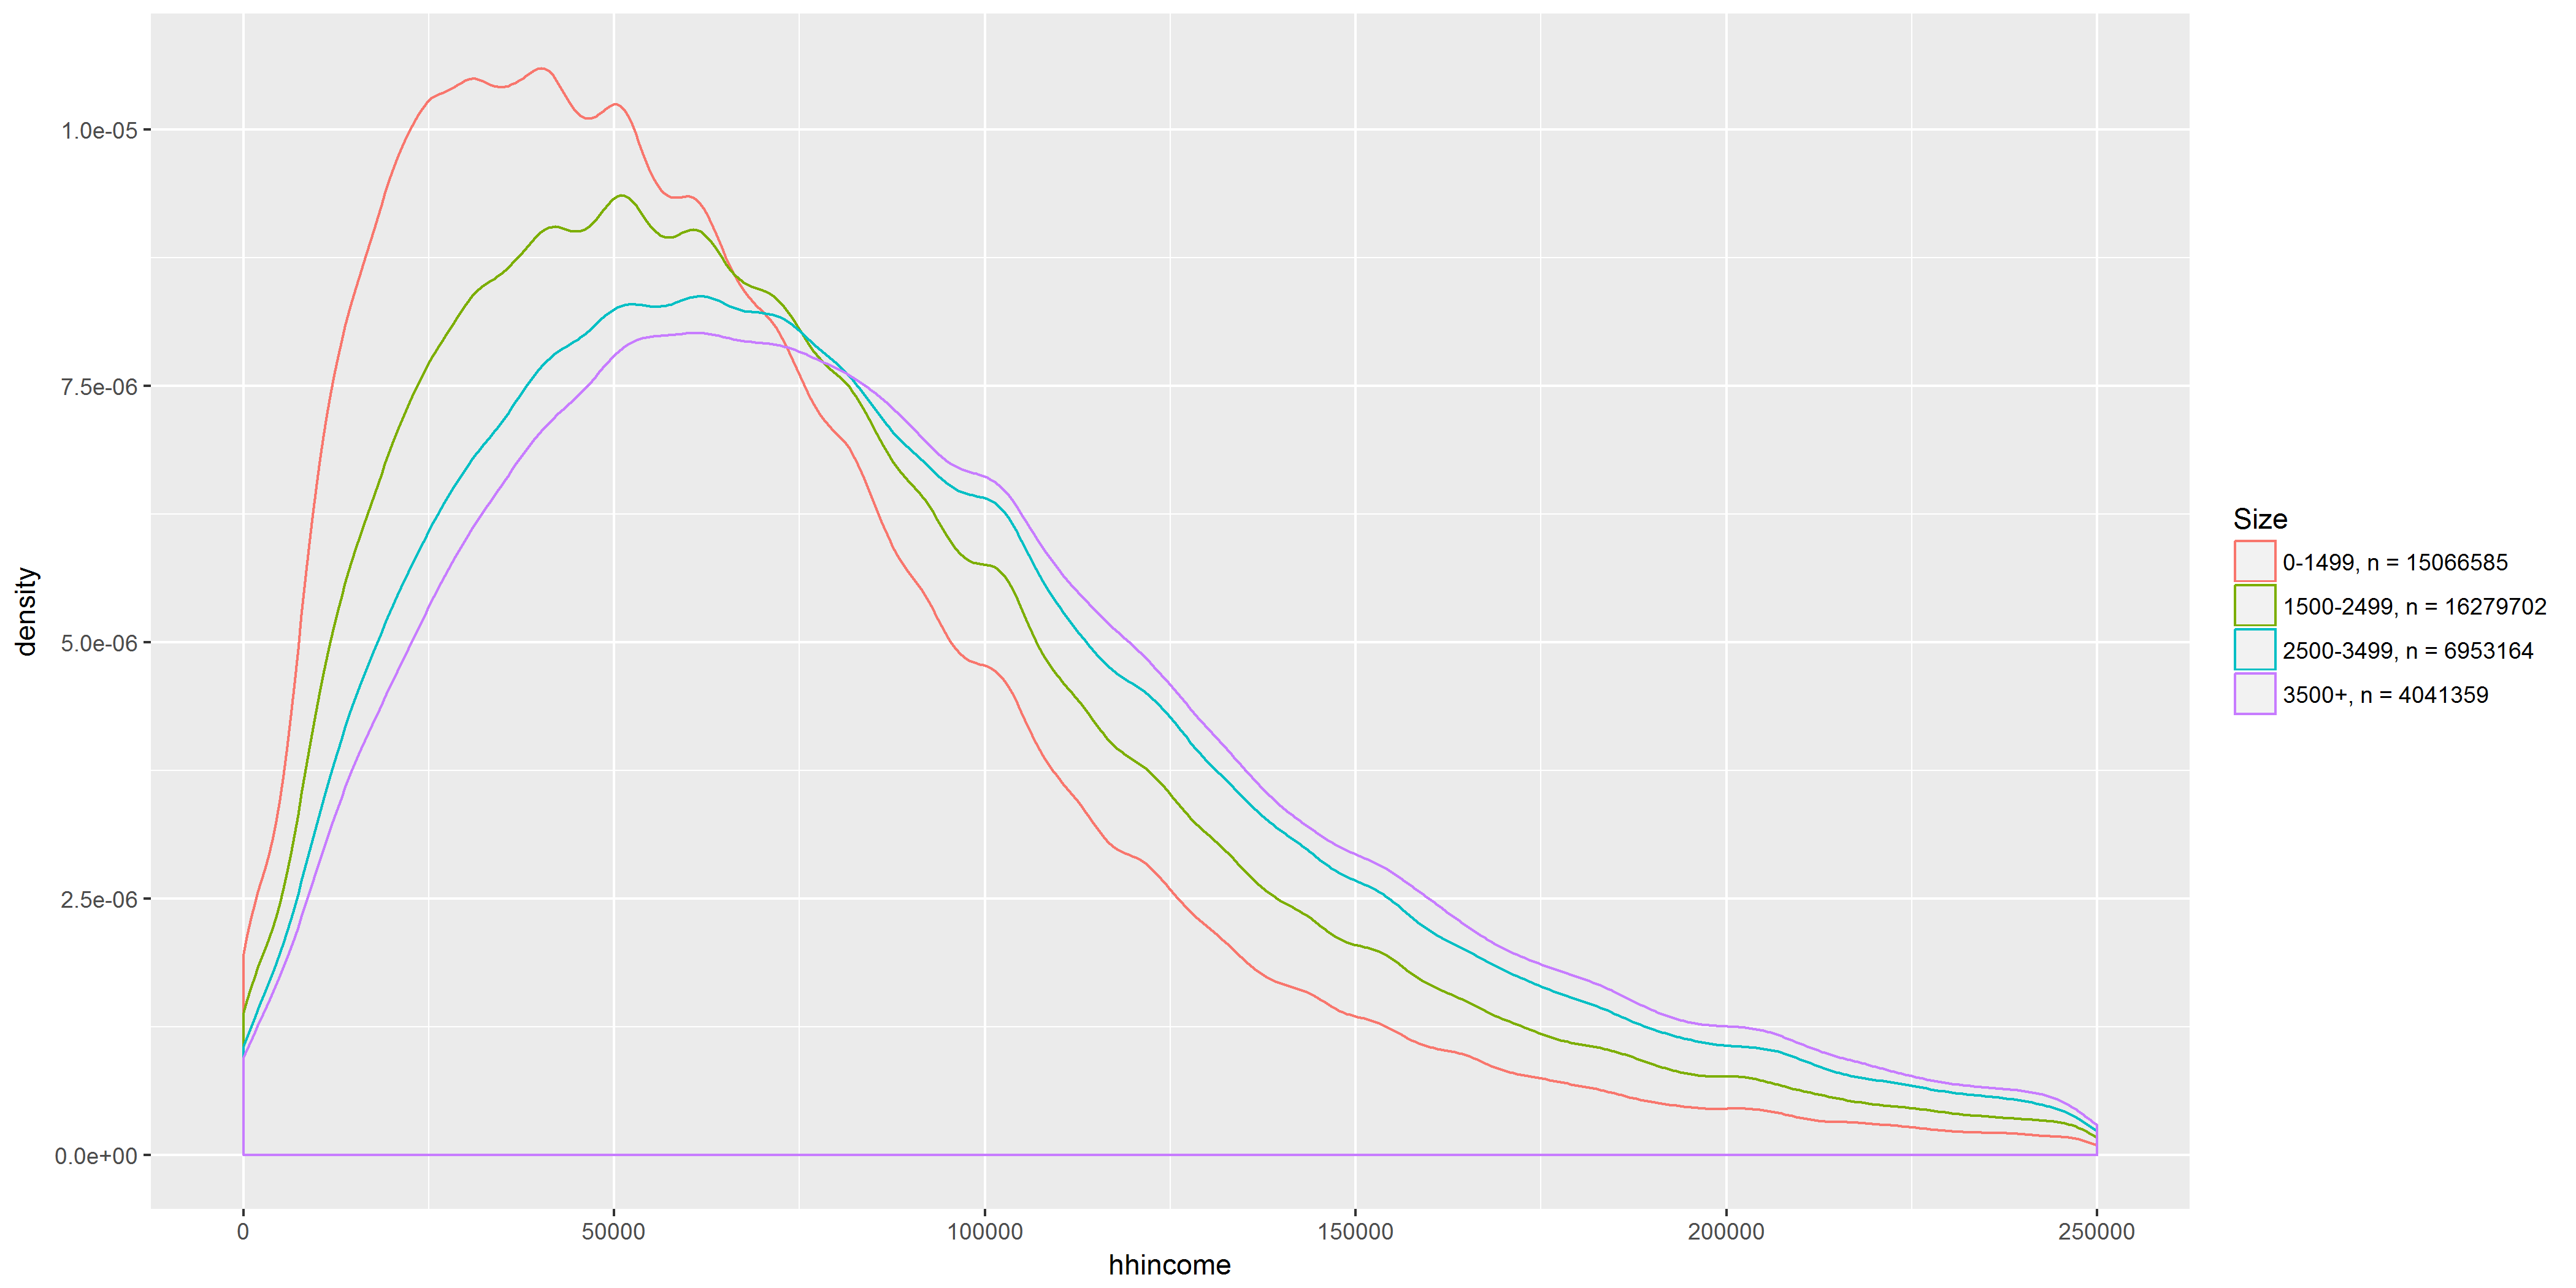 1.0e-05
7.5e-06
5.0e-06
2.5e-06
0.0e+00
density
0 50000 100000 150000 200000 250000
hhincome
Size
0-1499, n = 15066585
1500-2499, n = 16279702
2500-3499, n = 6953164
3500+, n = 4041359